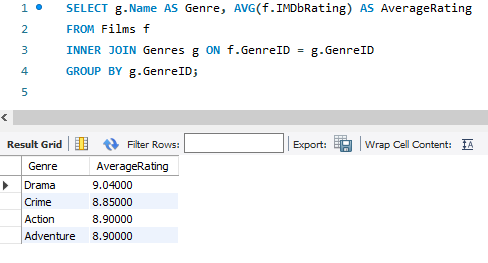 1 SELECT g.Name AS Genre, AVG(f.IMDbRating) AS AverageRating
2 FROM Films f
3 INNER JOIN Genres g ON f.GenreID = g.GenreID
4 GROUP BY g.GenreID;
5
Result Grid Filter Rows: Export: Wrap Cell Content: IA
Genre AverageRating
Drama 9.04000
Crime 8.85000
Action 8.90000
Adventure 8.90000